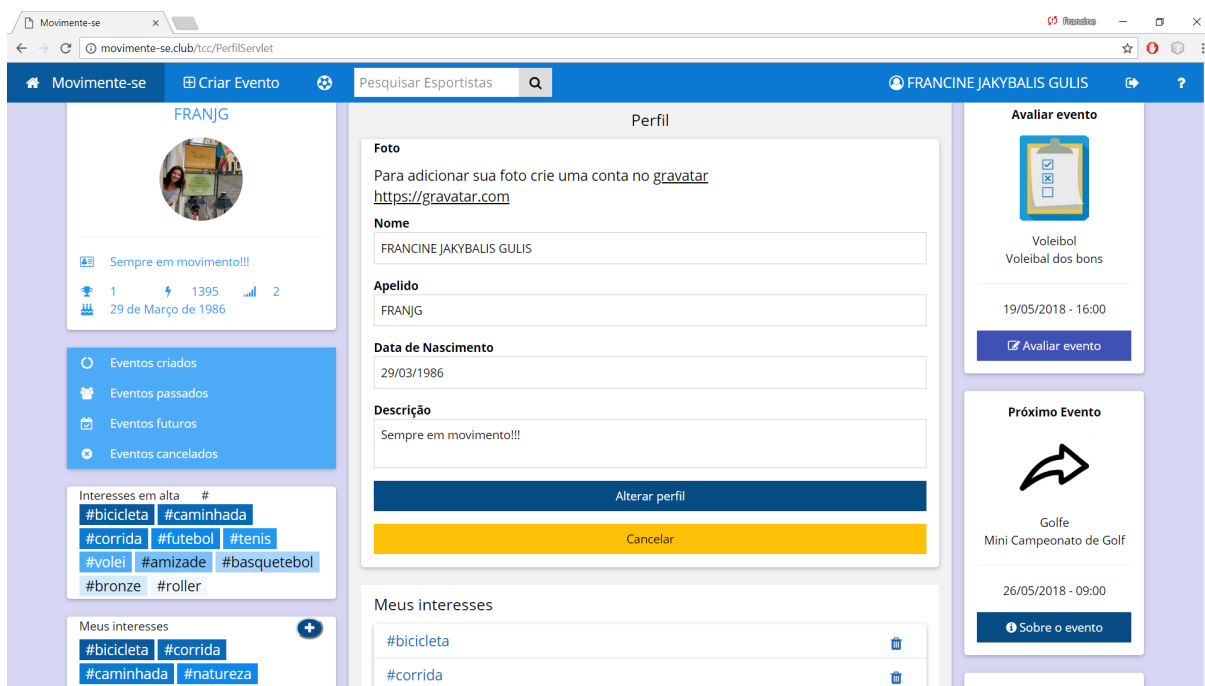 Movimente-se
Francine
movimente-se.club/tcc/PerfilServlet
Movimente-se
Criar Evento
Pesquisar Esportistas
FRANCINE JAKYBALIS GULIS
?
FRANJG
Sempre em movimento!!!
1 1395 2
29 de Março de 1986
Eventos criados
Eventos passados
Eventos futuros
Eventos cancelados
Interesses em alta #
#bicicleta #caminhada
#corrida #futebol #tenis
#volei #amizade #basquetebol
#bronze #roller
Meus interesses
#bicicleta #corrida
#caminhada #natureza
Perfil
Foto
Para adicionar sua foto crie uma conta no gravatar
https://gravatar.com
Nome
FRANCINE JAKYBALIS GULIS
Apelido
FRANJG
Data de Nascimento
29/03/1986
Descrição
Sempre em movimento!!!
Alterar perfil
Cancelar
Meus interesses
#bicicleta
#corrida
Avaliar evento
Voleibol
Voleibal dos bons
19/05/2018 - 16:00
Avaliar evento
Próximo Evento
Golfe
Mini Campeonato de Golf
26/05/2018 - 09:00
Sobre o evento